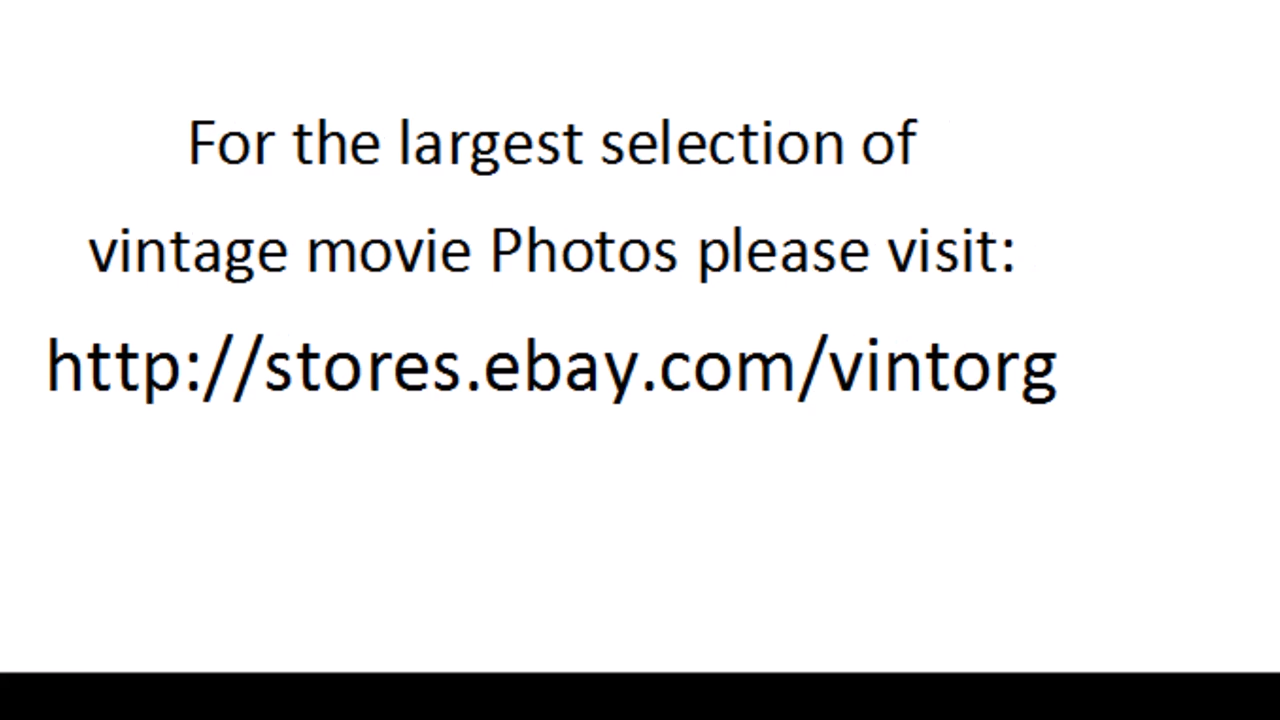 For the largest selection of
vintage movie Photos please visit:
http://stores.ebay.com/vintorg